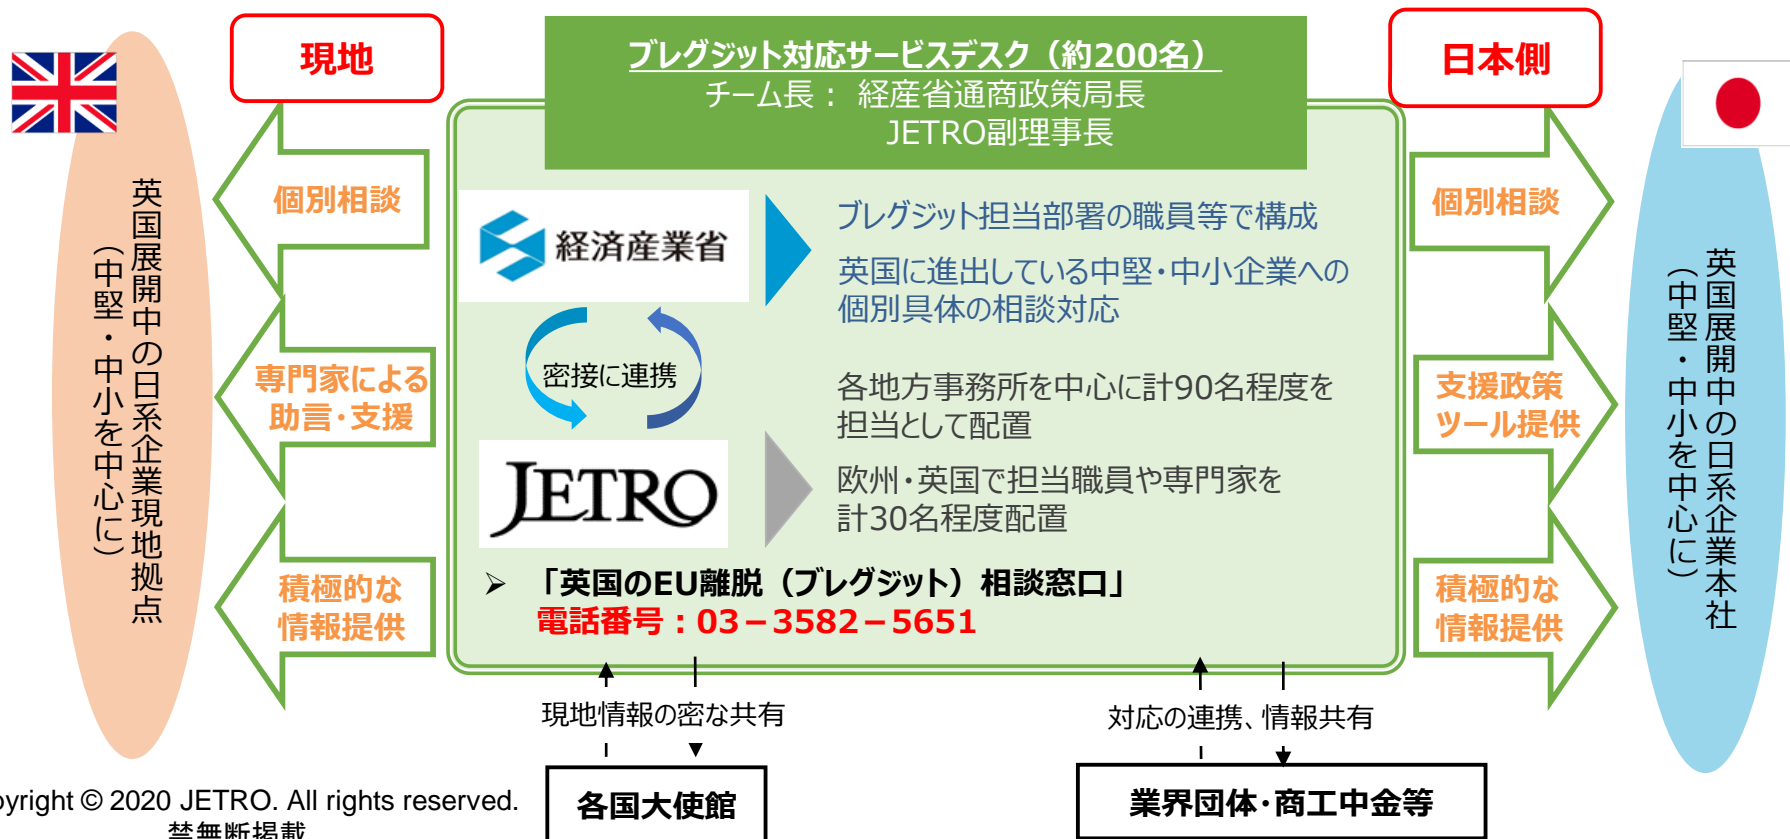 現地
ブレグジット対応サービスデスク（約200名）
チーム長： 経産省通商政策局長
JETRO副理事長
日本側
英国展開中の日系企業現地拠点
（中堅・中小を中心に）
個別相談
専門家による
助言・支援
積極的な
情報提供
経済産業省
ブレグジット担当部署の職員等で構成
英国に進出している中堅・中小企業への
個別具体の相談対応
密接に連携
各地方事務所を中心に計90名程度を
担当として配置
JETRO
欧州・英国で担当職員や専門家を
計30名程度配置
➢ 「英国のEU離脱（ブレグジット）相談窓口」
電話番号：03－3582－5651
個別相談
支援政策
ツール提供
積極的な
情報提供
英国展開中の日系企業本社
（中堅・中小を中心に）
現地情報の密な共有
対応の連携、情報共有
各国大使館
業界団体・商工中金等
pyright © 2020 JETRO. All rights reserved.
禁無断掲載